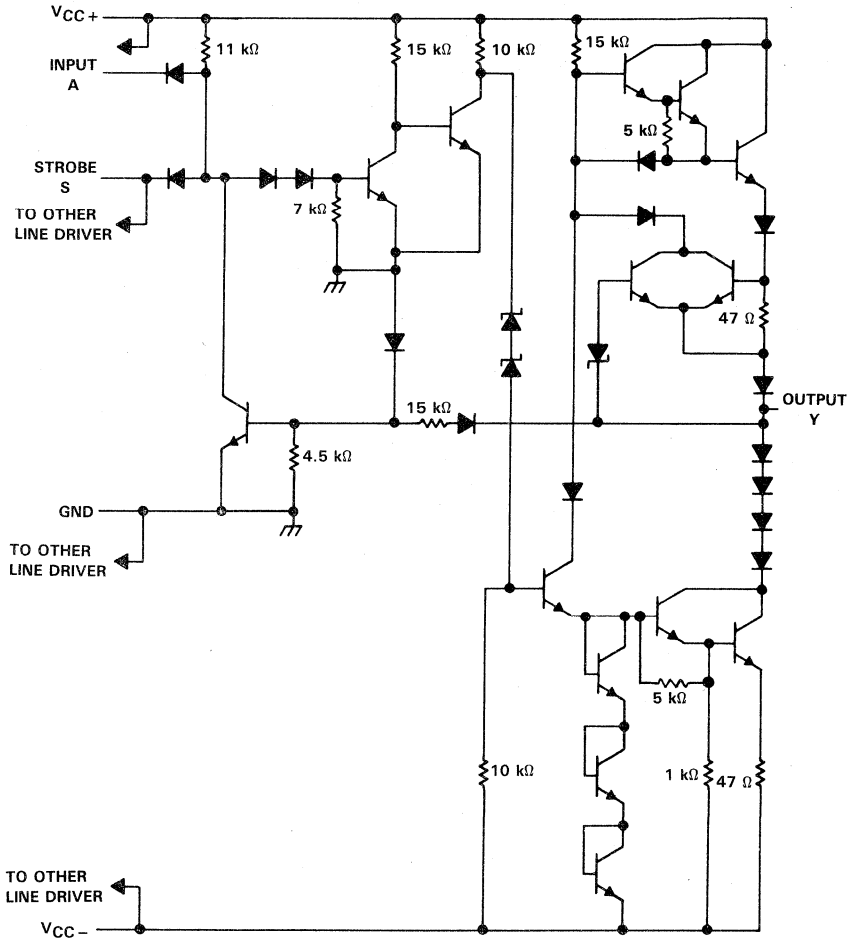 VCC+
11 kΩ
15 kΩ
10 kΩ
15 kΩ
INPUT
A
5 kΩ
STROBE
S
7 kΩ
TO OTHER
LINE DRIVER
47 Ω
OUTPUT
Y
15 kΩ
4.5 kΩ
GND
TO OTHER
LINE DRIVER
5 kΩ
10 kΩ
1 kΩ
47 Ω
TO OTHER
LINE DRIVER
VCC−